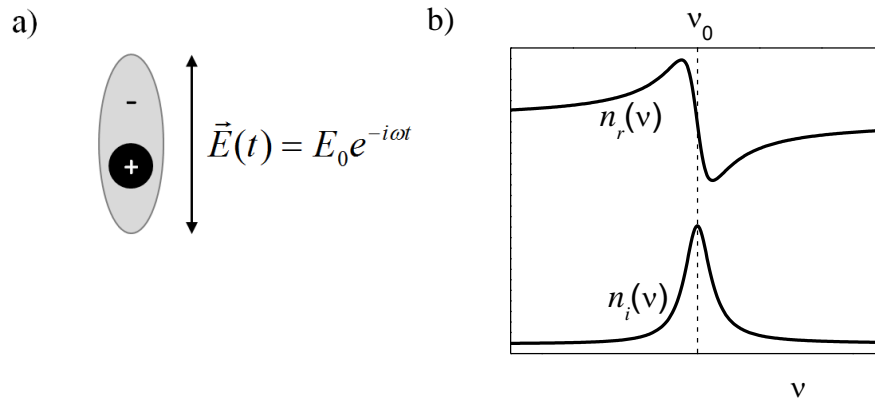 a)
-
+
E⃗(t) = E₀e^{-iωt}
b)
ν₀
nᵣ(ν)
nᵢ(ν)
ν